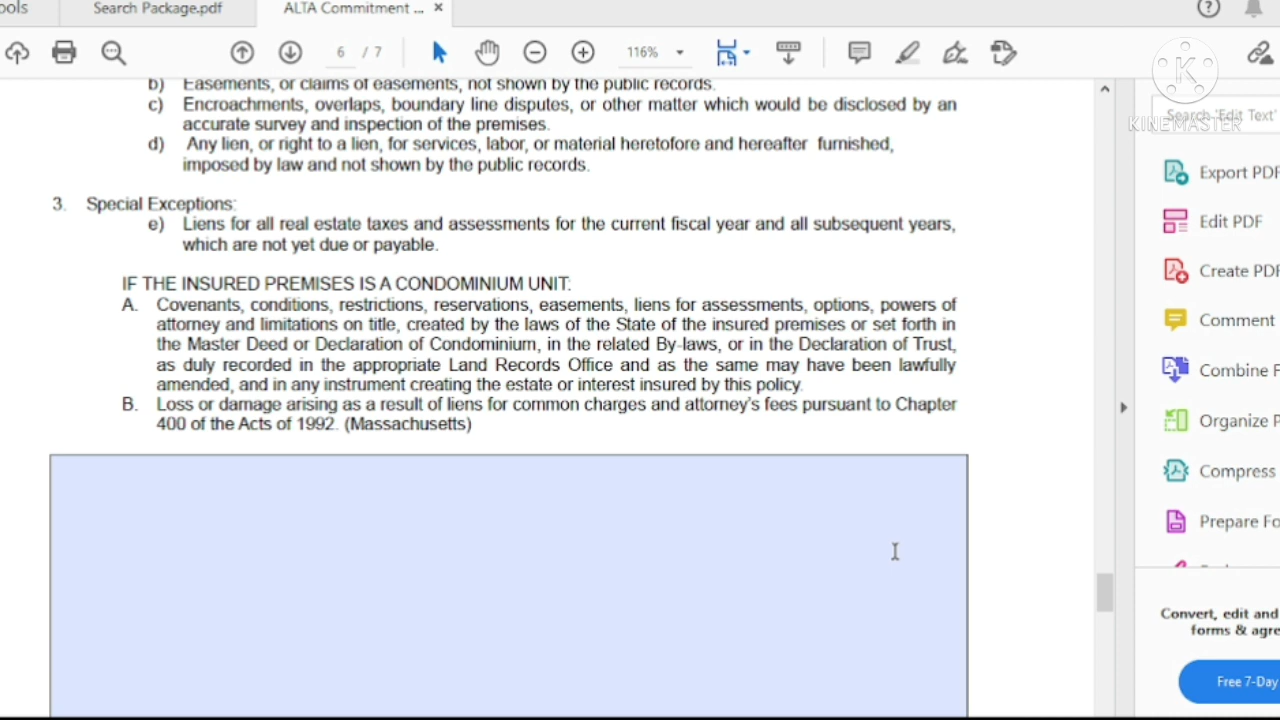 ools
Search Package.pdf
ALTA Commitment ... ×
6 / 7
116%
K
KINEMASTER
Search 'Edit Text'
b) Easements, or claims of easements, not shown by the public records.
c) Encroachments, overlaps, boundary line disputes, or other matter which would be disclosed by an
accurate survey and inspection of the premises.
d) Any lien, or right to a lien, for services, labor, or material heretofore and hereafter furnished,
imposed by law and not shown by the public records.
3. Special Exceptions:
e) Liens for all real estate taxes and assessments for the current fiscal year and all subsequent years,
which are not yet due or payable.
IF THE INSURED PREMISES IS A CONDOMINIUM UNIT:
A. Covenants, conditions, restrictions, reservations, easements, liens for assessments, options, powers of
attorney and limitations on title, created by the laws of the State of the insured premises or set forth in
the Master Deed or Declaration of Condominium, in the related By-laws, or in the Declaration of Trust,
as duly recorded in the appropriate Land Records Office and as the same may have been lawfully
amended, and in any instrument creating the estate or interest insured by this policy.
B. Loss or damage arising as a result of liens for common charges and attorney's fees pursuant to Chapter
400 of the Acts of 1992. (Massachusetts)
Export PDF
Edit PDF
Create PDF
Comment
Combine F
Organize P
Compress
Prepare Fo
Convert, edit and
forms & agre
Free 7-Day